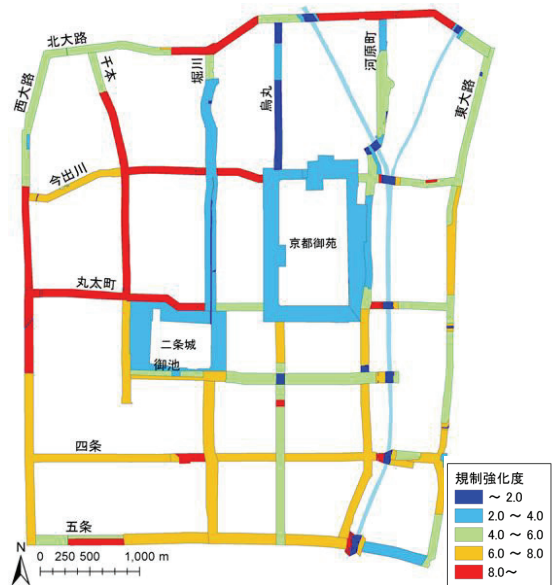 北大路
千本
堀川
烏丸
河原町
東大路
西大路
今出川
京都御苑
丸太町
二条城
御池
四条
五条
N
0 250 500 1,000 m
規制強化度
～ 2.0
2.0 ～ 4.0
4.0 ～ 6.0
6.0 ～ 8.0
8.0～